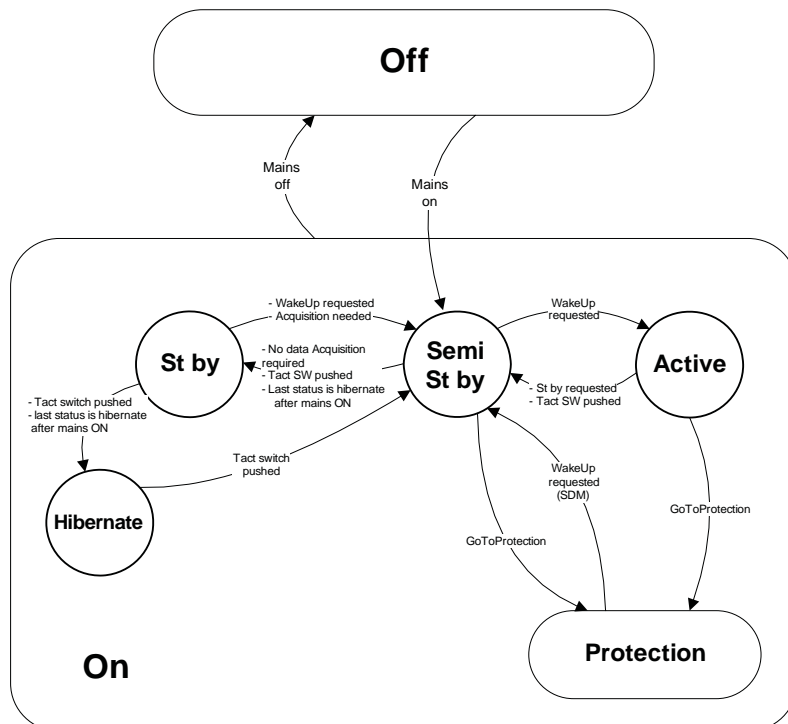 Off
Mains
off
Mains
on
- WakeUp requested
- Acquisition needed
WakeUp
requested
St by
- No data Acquisition
required
- Tact SW pushed
- Last status is hibernate
after mains ON
Semi
St by
Active
- St by requested
- Tact SW pushed
- Tact switch pushed
- last status is hibernate
after mains ON
Tact switch
pushed
WakeUp
requested
(SDM)
Hibernate
GoToProtection
GoToProtection
On
Protection